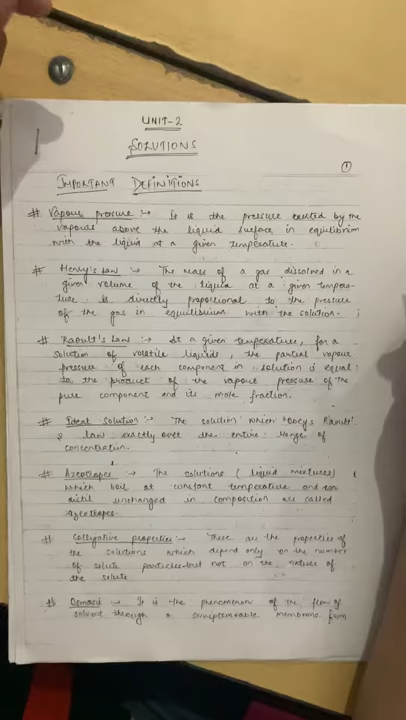 UNIT-2
SOLUTIONS
①
IMPORTANT DEFINITIONS
# Vapour pressure :→ It is the pressure exerted by the
vapours above the liquid surface in equilibrium
with the liquid at a given temperature.
# Henry's Law :→ The mass of a gas dissolved in a
given volume of the liquid at a given tempera-
ture is directly proportional to the pressure
of the gas in equilibrium with the solution.
# Raoult's Law :→ At a given temperature, for a
solution of volatile liquids, the partial vapour
pressure of each component in solution is equal
to the product of the vapour pressure of the
pure component and its mole fraction.
# Ideal solution :→ The solution which obeys Raoult'
s law exactly over the entire range of
concentration.
# Azeotropes :→ The solutions (liquid mixtures)
which boil at constant temperature and can
distil unchanged in composition are called
Azeotropes.
# Colligative properties :→ These are the properties of
the solutions which depend only on the number
of solute particles but not on the nature of
the solute
# Osmosis :→ It is the phenomenon of the flow of
solvent through a semipermeable membrane from